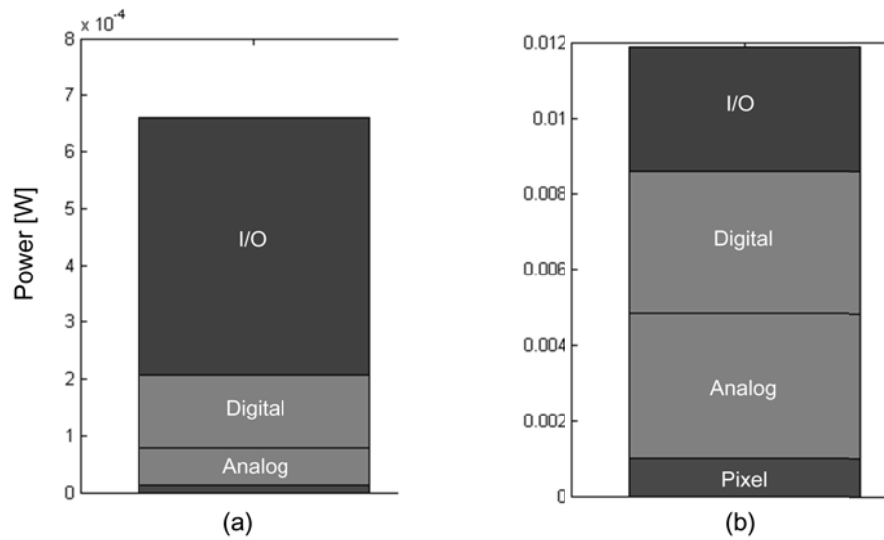 x 10-4
8
7
6
5
4
3
2
1
0
Power [W]
I/O
Digital
Analog
(a)
0.012
0.01
0.008
0.006
0.004
0.002
0
I/O
Digital
Analog
Pixel
(b)